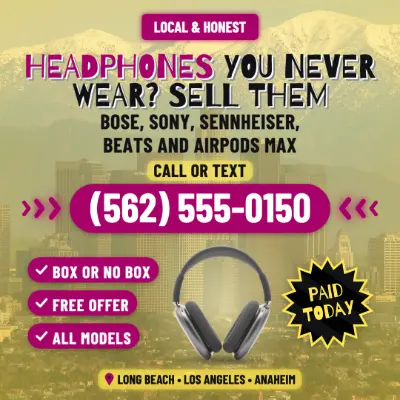 LOCAL & HONEST
HEADPHONES YOU NEVER
WEAR? SELL THEM
BOSE, SONY, SENNHEISER,
BEATS AND AIRPODS MAX
CALL OR TEXT
(562) 555-0150
BOX OR NO BOX
FREE OFFER
ALL MODELS
PAID
TODAY
LONG BEACH • LOS ANGELES • ANAHEIM